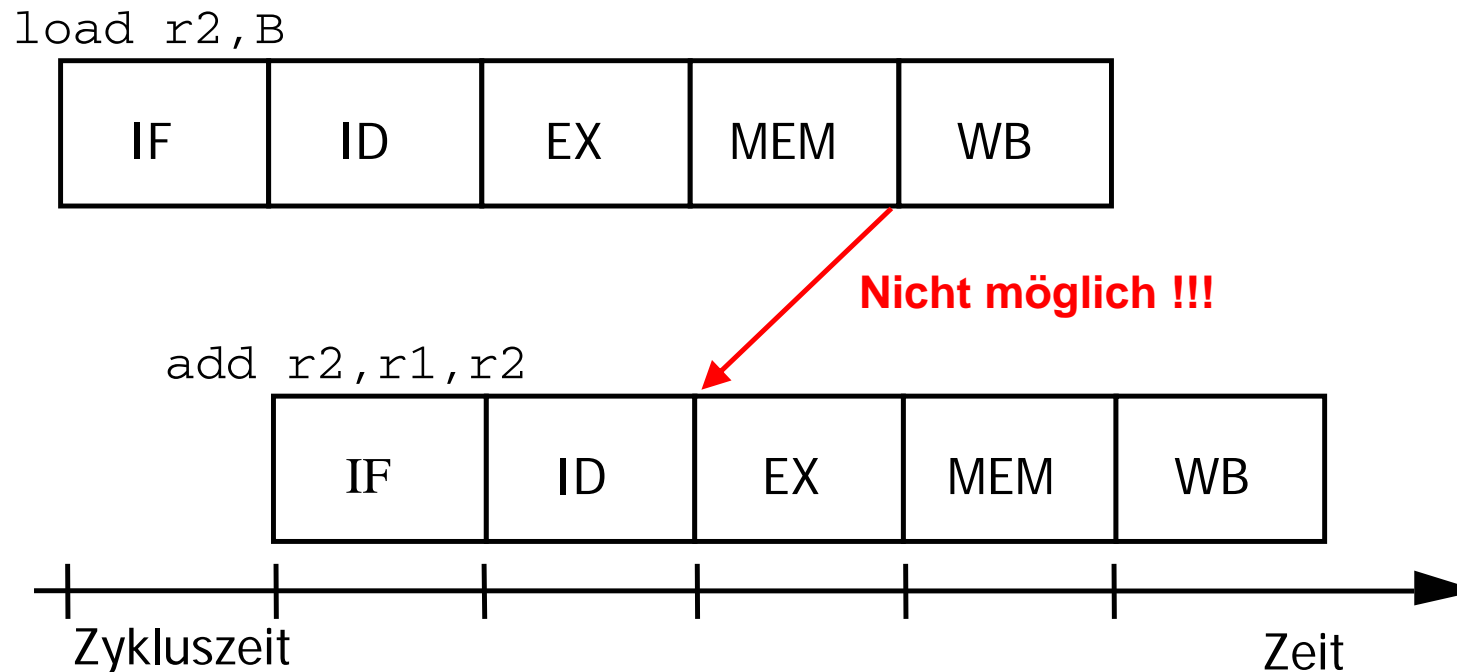 load r2,B
IF ID EX MEM WB
Nicht möglich !!!
add r2,r1,r2
IF ID EX MEM WB
Zykluszeit Zeit